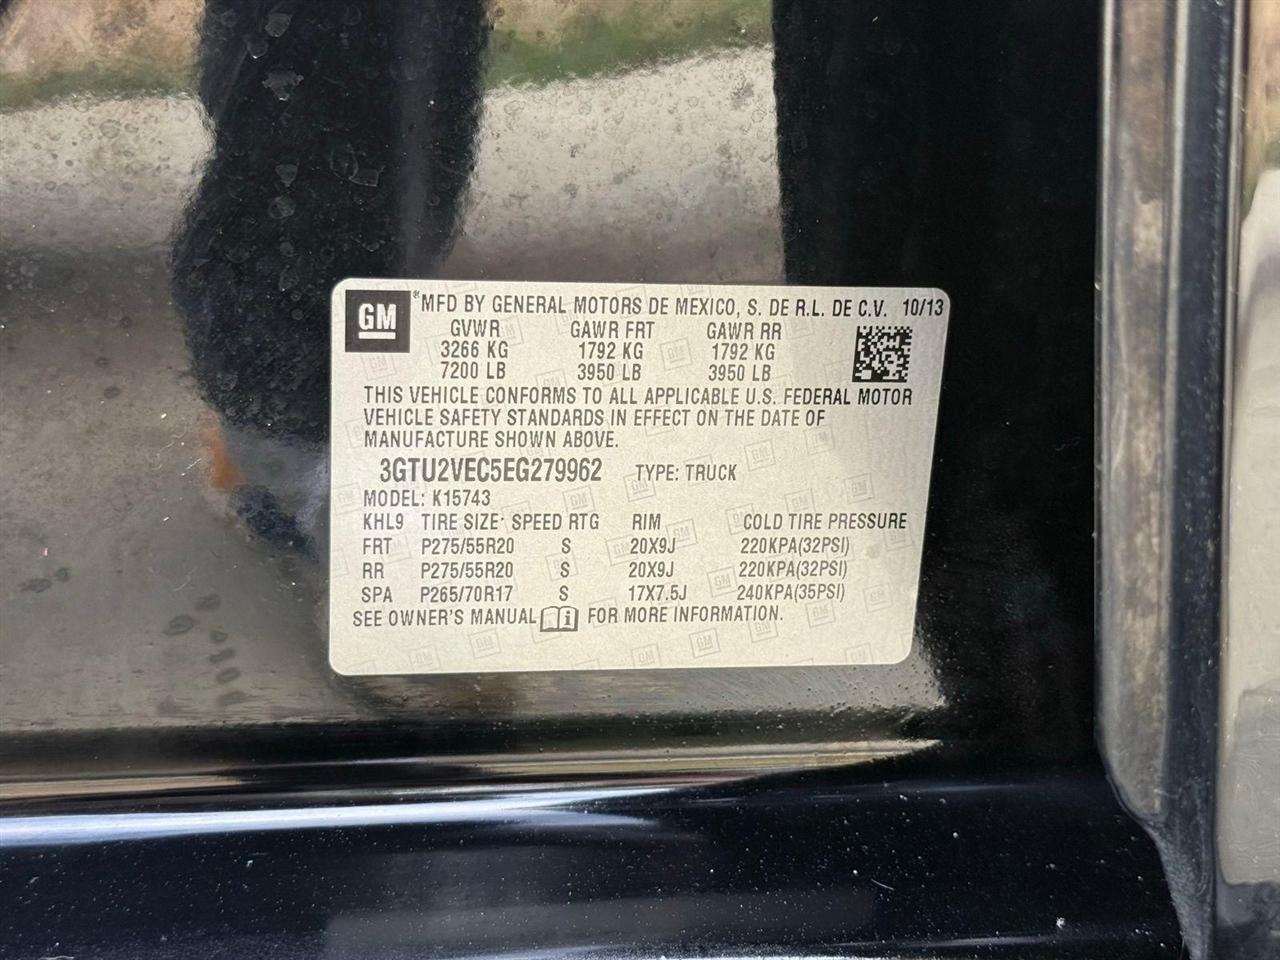 GM
MFD BY GENERAL MOTORS DE MEXICO, S. DE R.L. DE C.V. 10/13
GVWR GAWR FRT GAWR RR
3266 KG 1792 KG 1792 KG
7200 LB 3950 LB 3950 LB
THIS VEHICLE CONFORMS TO ALL APPLICABLE U.S. FEDERAL MOTOR
VEHICLE SAFETY STANDARDS IN EFFECT ON THE DATE OF
MANUFACTURE SHOWN ABOVE.
3GTU2VEC5EG279962 TYPE: TRUCK
MODEL: K15743
KHL9 TIRE SIZE SPEED RTG RIM COLD TIRE PRESSURE
FRT P275/55R20 S 20X9J 220KPA(32PSI)
RR P275/55R20 S 20X9J 220KPA(32PSI)
SPA P265/70R17 S 17X7.5J 240KPA(35PSI)
SEE OWNER'S MANUAL i FOR MORE INFORMATION.